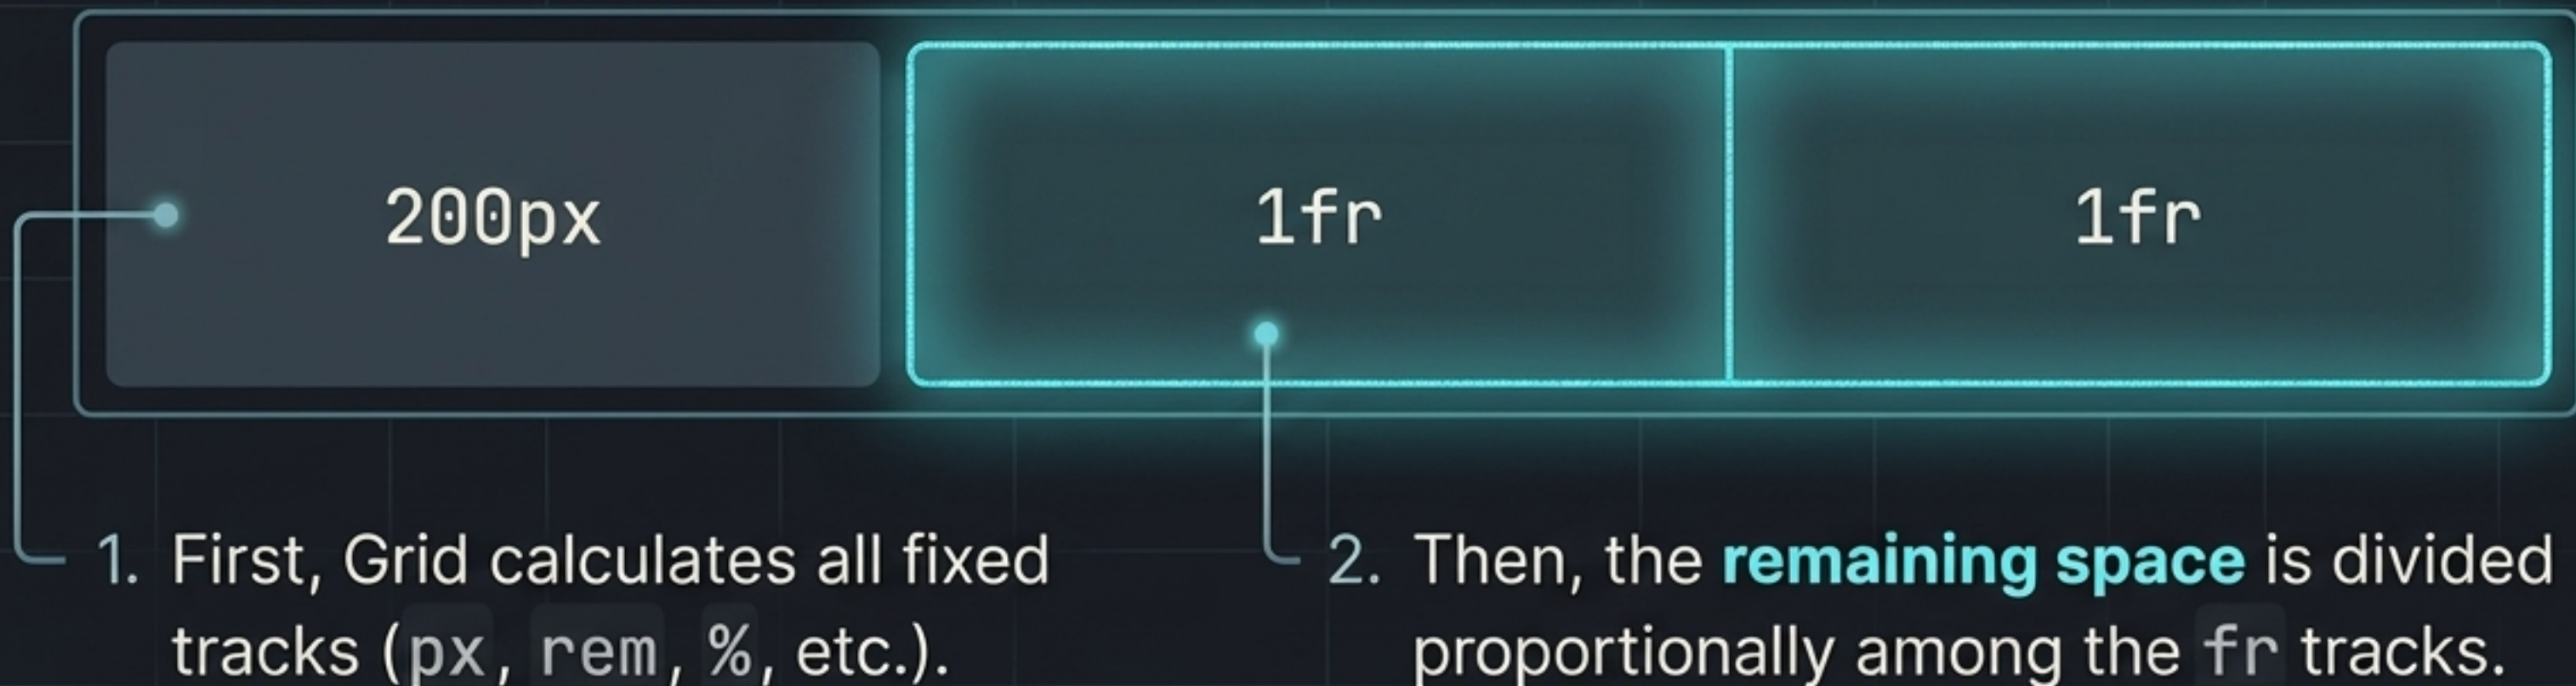 200px
1fr
1fr
1. First, Grid calculates all fixed
tracks (px, rem, %, etc.).
2. Then, the remaining space is divided
proportionally among the fr tracks.